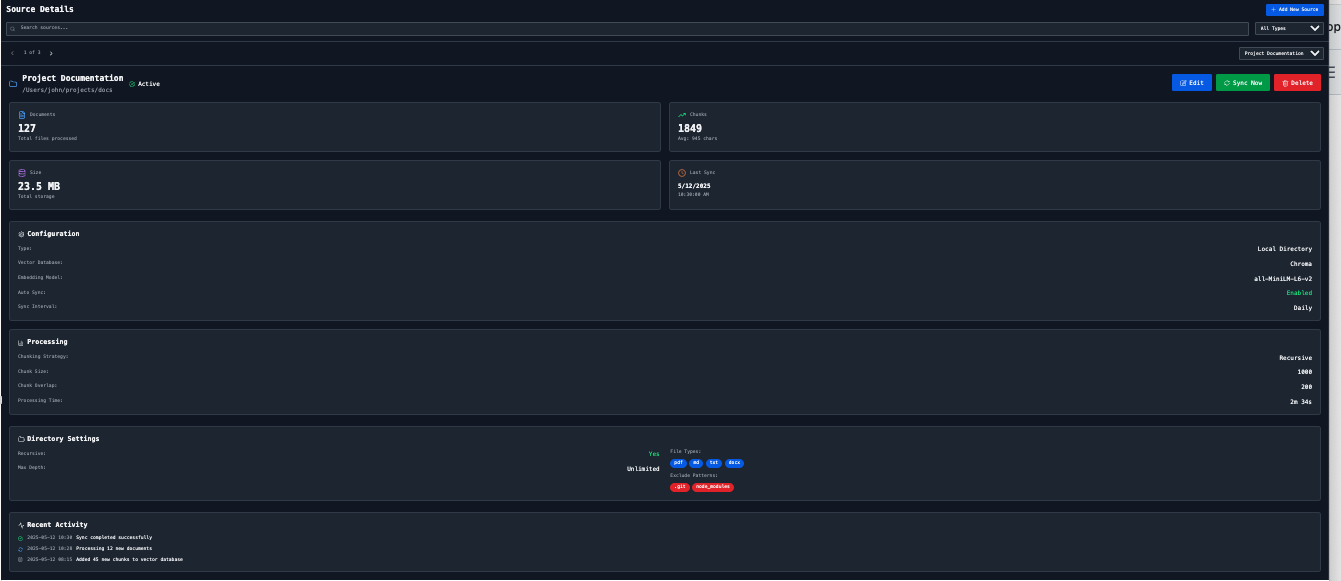 Source Details
+ Add New Source
Search sources...
All Types
1 of 3
Project Documentation
Project Documentation
Active
/Users/john/projects/docs
Edit
Sync Now
Delete
Documents
127
Total files processed
Chunks
1849
Avg: 945 chars
Size
23.5 MB
Total storage
Last Sync
5/12/2025
10:30:00 AM
Configuration
Type: Local Directory
Vector Database: Chroma
Embedding Model: all-MiniLM-L6-v2
Auto Sync: Enabled
Sync Interval: Daily
Processing
Chunking Strategy: Recursive
Chunk Size: 1000
Chunk Overlap: 200
Processing Time: 2m 34s
Directory Settings
Recursive: Yes
Max Depth: Unlimited
File Types:
pdf md txt docx
Exclude Patterns:
.git node_modules
Recent Activity
2025-05-12 10:30 Sync completed successfully
2025-05-12 10:28 Processing 12 new documents
2025-05-12 08:15 Added 45 new chunks to vector database